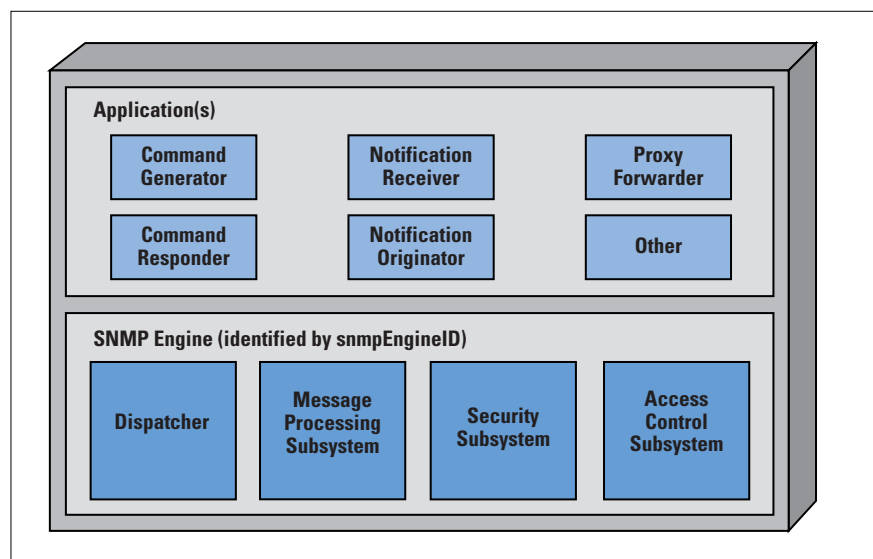 Application(s)
Command
Generator
Notification
Receiver
Proxy
Forwarder
Command
Responder
Notification
Originator
Other
SNMP Engine (identified by snmpEngineID)
Dispatcher
Message
Processing
Subsystem
Security
Subsystem
Access
Control
Subsystem